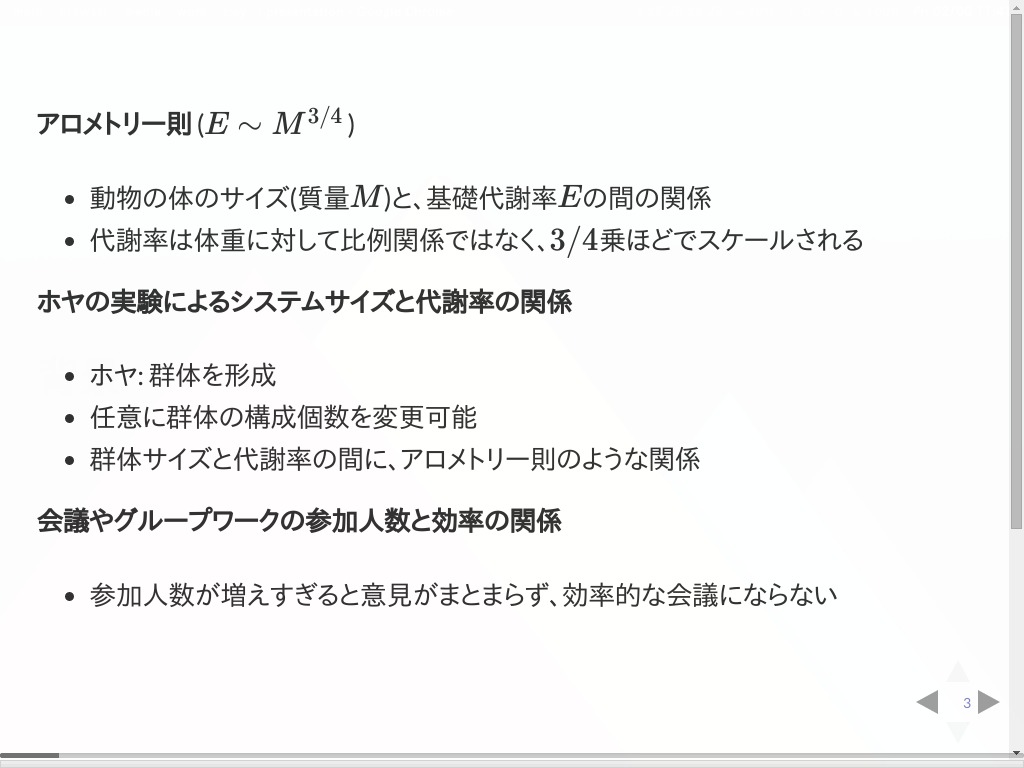 アロメトリー則 (E ∼ M^{3/4})
• 動物の体のサイズ(質量M)と、基礎代謝率Eの間の関係
• 代謝率は体重に対して比例関係ではなく、3/4乗ほどでスケールされる
ホヤの実験によるシステムサイズと代謝率の関係
• ホヤ: 群体を形成
• 任意に群体の構成個数を変更可能
• 群体サイズと代謝率の間に、アロメトリー則のような関係
会議やグループワークの参加人数と効率の関係
• 参加人数が増えすぎると意見がまとまらず、効率的な会議にならない
3